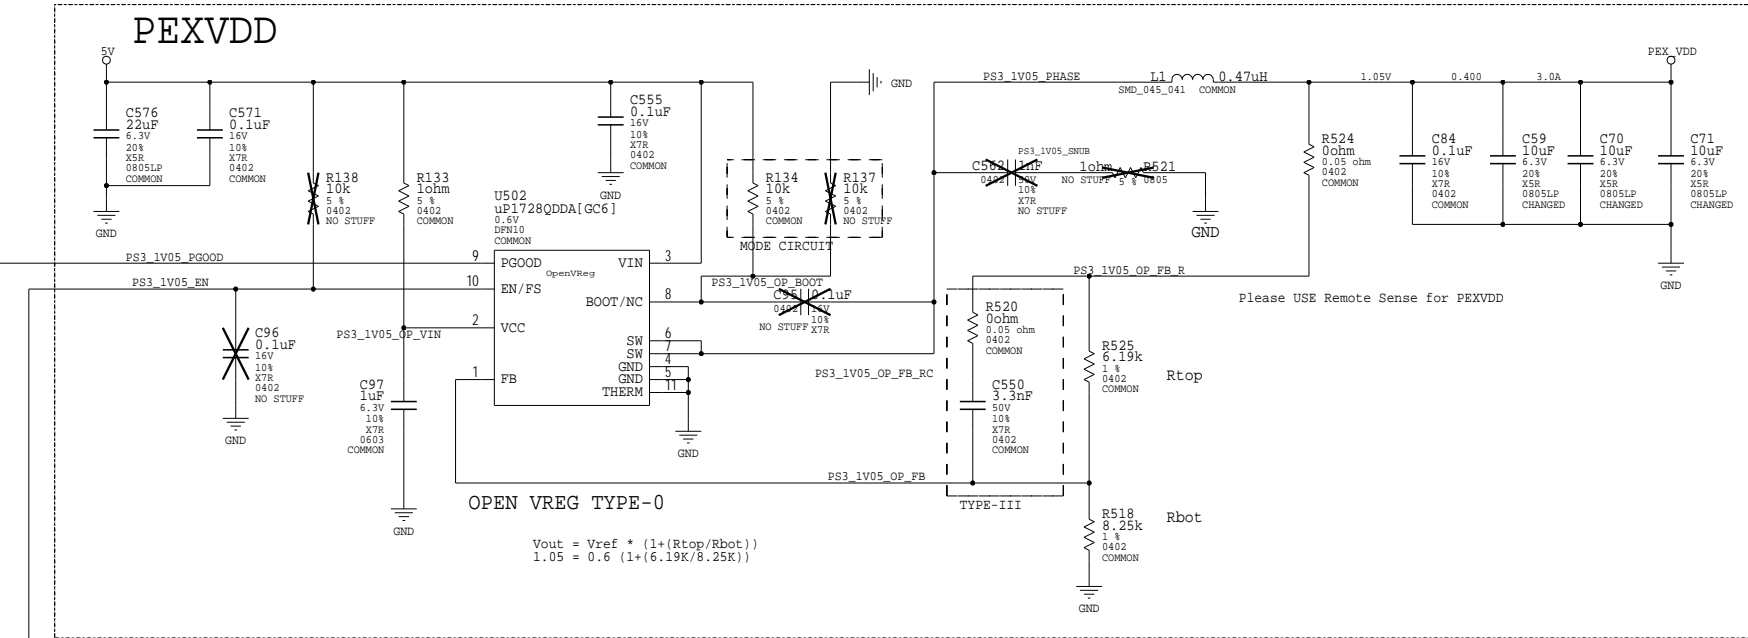 PEXVDD
5V
C576
22uF
6.3V
20%
X5R
0805LP
COMMON
C571
0.1uF
16V
10%
X7R
0402
COMMON
GND
R138
10k
5 %
0402
NO STUFF
R133
1ohm
5 %
0402
COMMON
C555
0.1uF
16V
10%
X7R
0402
COMMON
GND
GND
R134
10k
5 %
0402
COMMON
R137
10k
5 %
0402
NO STUFF
MODE CIRCUIT
PS3_1V05_PHASE
L1
0.47uH
SMD_045_041 COMMON
1.05V
0.400
3.0A
PEX_VDD
PS3_1V05_SNUB
C562
1nF
0402
50V
10%
X7R
NO STUFF
1ohm
R521
NO STUFF
5 %
0805
GND
R524
0ohm
0.05 ohm
0402
COMMON
C84
0.1uF
16V
10%
X7R
0402
COMMON
C59
10uF
6.3V
20%
X5R
0805LP
CHANGED
C70
10uF
6.3V
20%
X5R
0805LP
CHANGED
C71
10uF
6.3V
20%
X5R
0805LP
CHANGED
GND
U502
uP1728QDDA[GC6]
0.6V
DFN10
COMMON
OpenVReg
PS3_1V05_PGOOD
9
PGOOD
VIN
3
PS3_1V05_EN
10
EN/FS
BOOT/NC
8
PS3_1V05_OP_BOOT
C95
0.1uF
0402
16V
10%
NO STUFF
X7R
PS3_1V05_OP_VIN
2
VCC
SW
6
SW
7
GND
4
GND
5
THERM
11
1
FB
GND
C96
0.1uF
16V
10%
X7R
0402
NO STUFF
GND
C97
1uF
6.3V
10%
X7R
0603
COMMON
GND
PS3_1V05_OP_FB_R
Please USE Remote Sense for PEXVDD
R520
0ohm
0.05 ohm
0402
COMMON
PS3_1V05_OP_FB_RC
C550
3.3nF
50V
10%
X7R
0402
COMMON
R525
6.19k
1 %
0402
COMMON
Rtop
PS3_1V05_OP_FB
TYPE-III
R518
8.25k
1 %
0402
COMMON
Rbot
GND
OPEN VREG TYPE-0
Vout = Vref * (1+(Rtop/Rbot))
1.05 = 0.6 (1+(6.19K/8.25K))